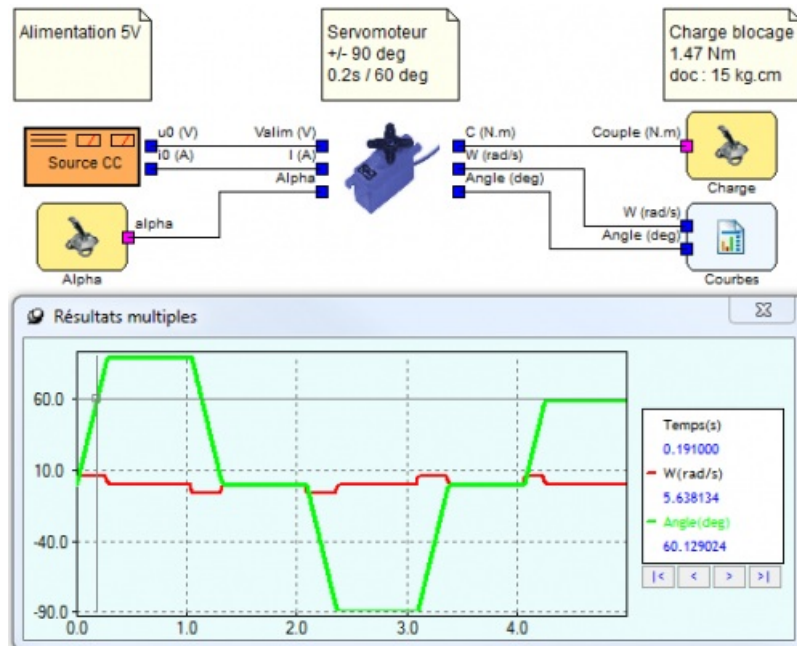 Alimentation 5V
Servomoteur
+/- 90 deg
0.2s / 60 deg
Charge blocage
1.47 Nm
doc : 15 kg.cm
u0 (V)
Valim (V)
C (N.m)
Couple (N.m)
i0 (A)
I (A)
W (rad/s)
Source CC
Alpha
Angle (deg)
Charge
alpha
W (rad/s)
Angle (deg)
Alpha
Courbes
Résultats multiples
60.0
10.0
-40.0
-90.0
0.0
1.0
2.0
3.0
4.0
Temps(s)
0.191000
W(rad/s)
5.638134
Angle(deg)
60.129024
|<
<
>
>|